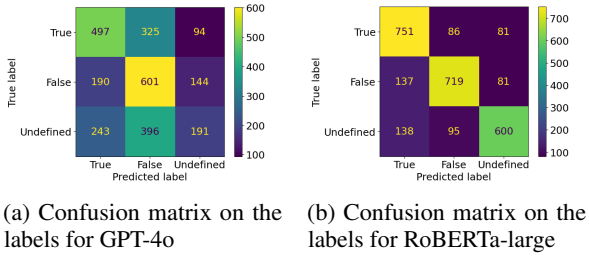 True
False
Undefined
True label
497 325 94
190 601 144
243 396 191
True False Undefined
Predicted label
600
500
400
300
200
100
True
False
Undefined
True label
751 86 81
137 719 81
138 95 600
True False Undefined
Predicted label
700
600
500
400
300
200
100
(a) Confusion matrix on the
labels for GPT-4o
(b) Confusion matrix on the
labels for RoBERTa-large